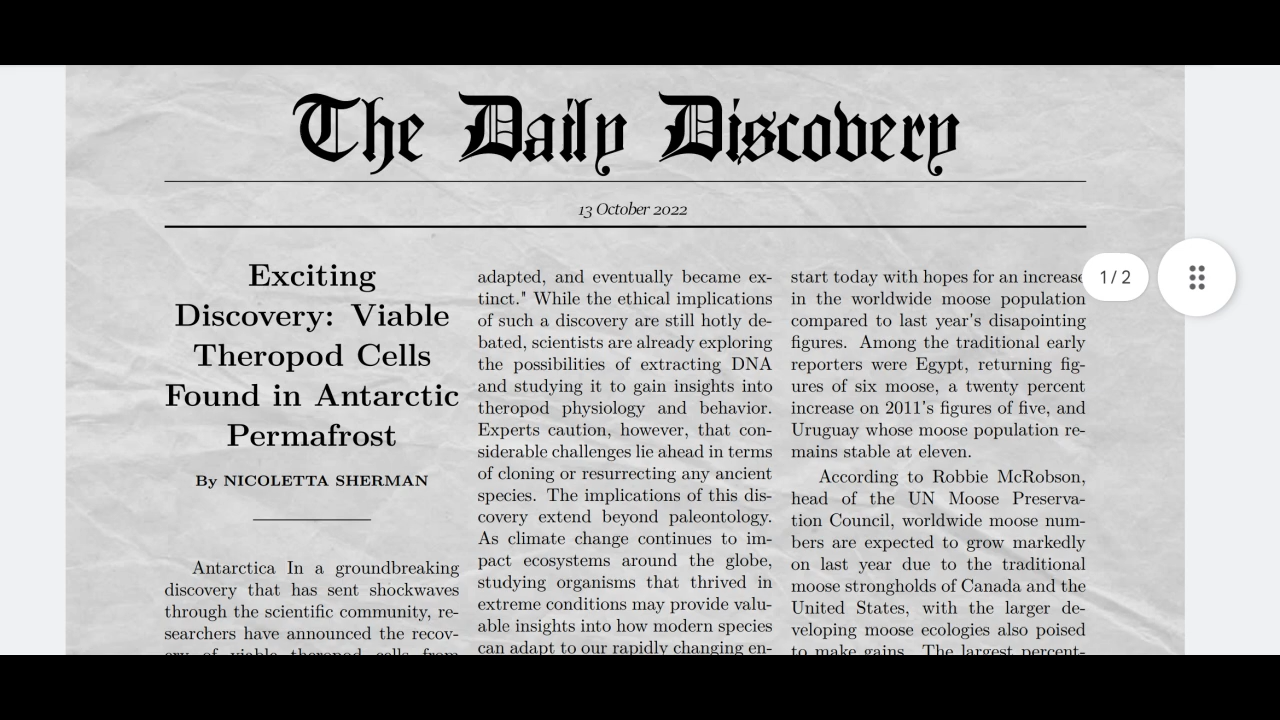 The Daily Discovery
13 October 2022
Exciting
Discovery: Viable
Theropod Cells
Found in Antarctic
Permafrost
By NICOLETTA SHERMAN
Antarctica In a groundbreaking
discovery that has sent shockwaves
through the scientific community, re-
searchers have announced the recov-
ery of viable theropod cells from
adapted, and eventually became ex-
tinct." While the ethical implications
of such a discovery are still hotly de-
bated, scientists are already exploring
the possibilities of extracting DNA
and studying it to gain insights into
theropod physiology and behavior.
Experts caution, however, that con-
siderable challenges lie ahead in terms
of cloning or resurrecting any ancient
species. The implications of this dis-
covery extend beyond paleontology.
As climate change continues to im-
pact ecosystems around the globe,
studying organisms that thrived in
extreme conditions may provide valu-
able insights into how modern species
can adapt to our rapidly changing en-
start today with hopes for an increase
in the worldwide moose population
compared to last year's disapointing
figures. Among the traditional early
reporters were Egypt, returning fig-
ures of six moose, a twenty percent
increase on 2011's figures of five, and
Uruguay whose moose population re-
mains stable at eleven.
According to Robbie McRobson,
head of the UN Moose Preserva-
tion Council, worldwide moose num-
bers are expected to grow markedly
on last year due to the traditional
moose strongholds of Canada and the
United States, with the larger de-
veloping moose ecologies also poised
to make gains. The largest percent-
1/2